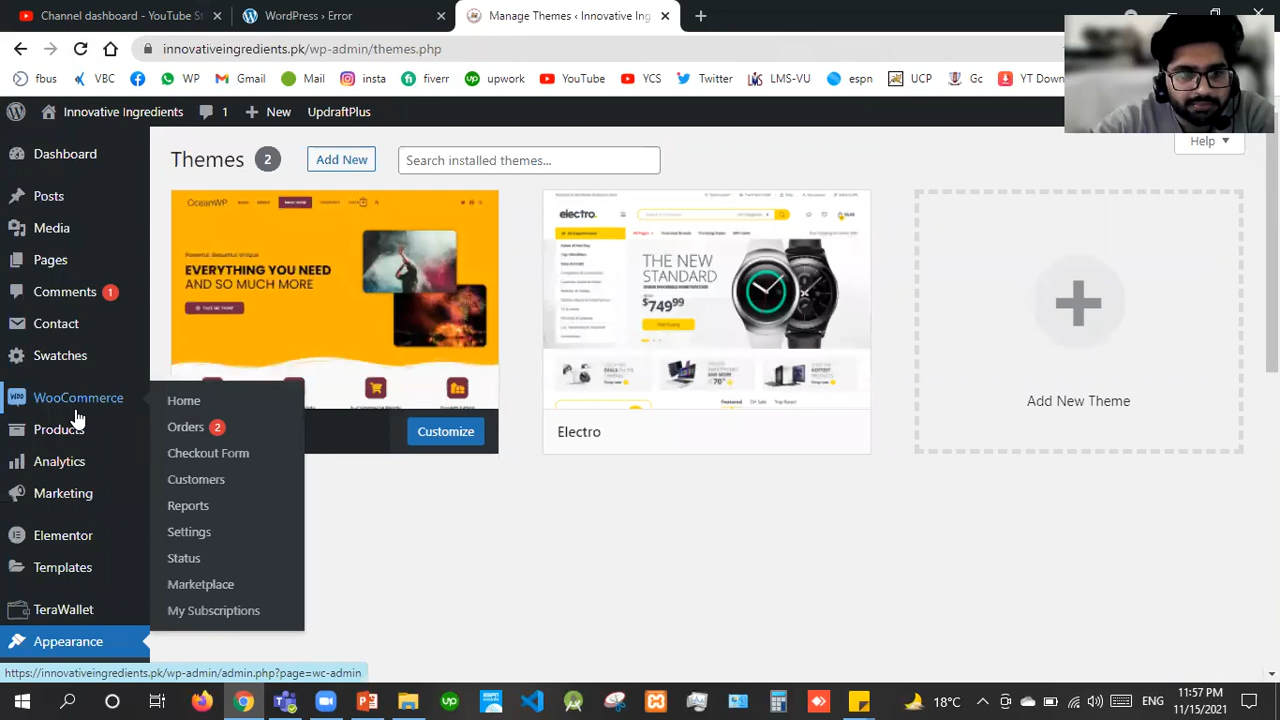 Channel dashboard - YouTube St
WordPress › Error
Manage Themes ‹ Innovative Ing
innovativeingredients.pk/wp-admin/themes.php
fbus
VBC
WP
Gmail
Mail
insta
fiverr
upwork
YouTube
YCS
Twitter
LMS-VU
espn
UCP
Gc
YT Down
Innovative Ingredients
1
New
UpdraftPlus
Help
Dashboard
Posts
Media
Pages
Comments 1
Contact
Swatches
WooCommerce
Products
Analytics
Marketing
Elementor
Templates
TeraWallet
Appearance
Themes 2
Add New
Search installed themes...
OceanWP
EVERYTHING YOU NEED
AND SO MUCH MORE
Customize
electro.
THE NEW
STANDARD
$749.99
Electro
Add New Theme
Home
Orders 2
Checkout Form
Customers
Reports
Settings
Status
Marketplace
My Subscriptions
https://innovativeingredients.pk/wp-admin/admin.php?page=wc-admin
18°C
ENG
11:57 PM
11/15/2021